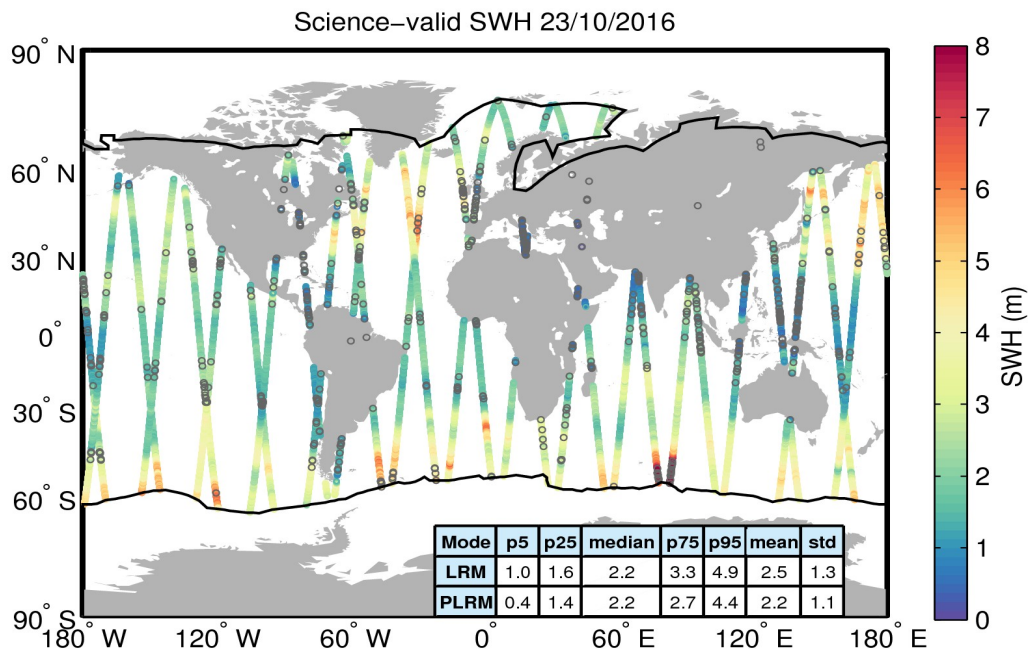 Science−valid SWH 23/10/2016
90° N
60° N
30° N
0°
30° S
60° S
90° S
180° W
120° W
60° W
0°
60° E
120° E
180° E
Mode p5 p25 median p75 p95 mean std
LRM 1.0 1.6 2.2 3.3 4.9 2.5 1.3
PLRM 0.4 1.4 2.2 2.7 4.4 2.2 1.1
8
7
6
5
4
3
2
1
0
SWH (m)